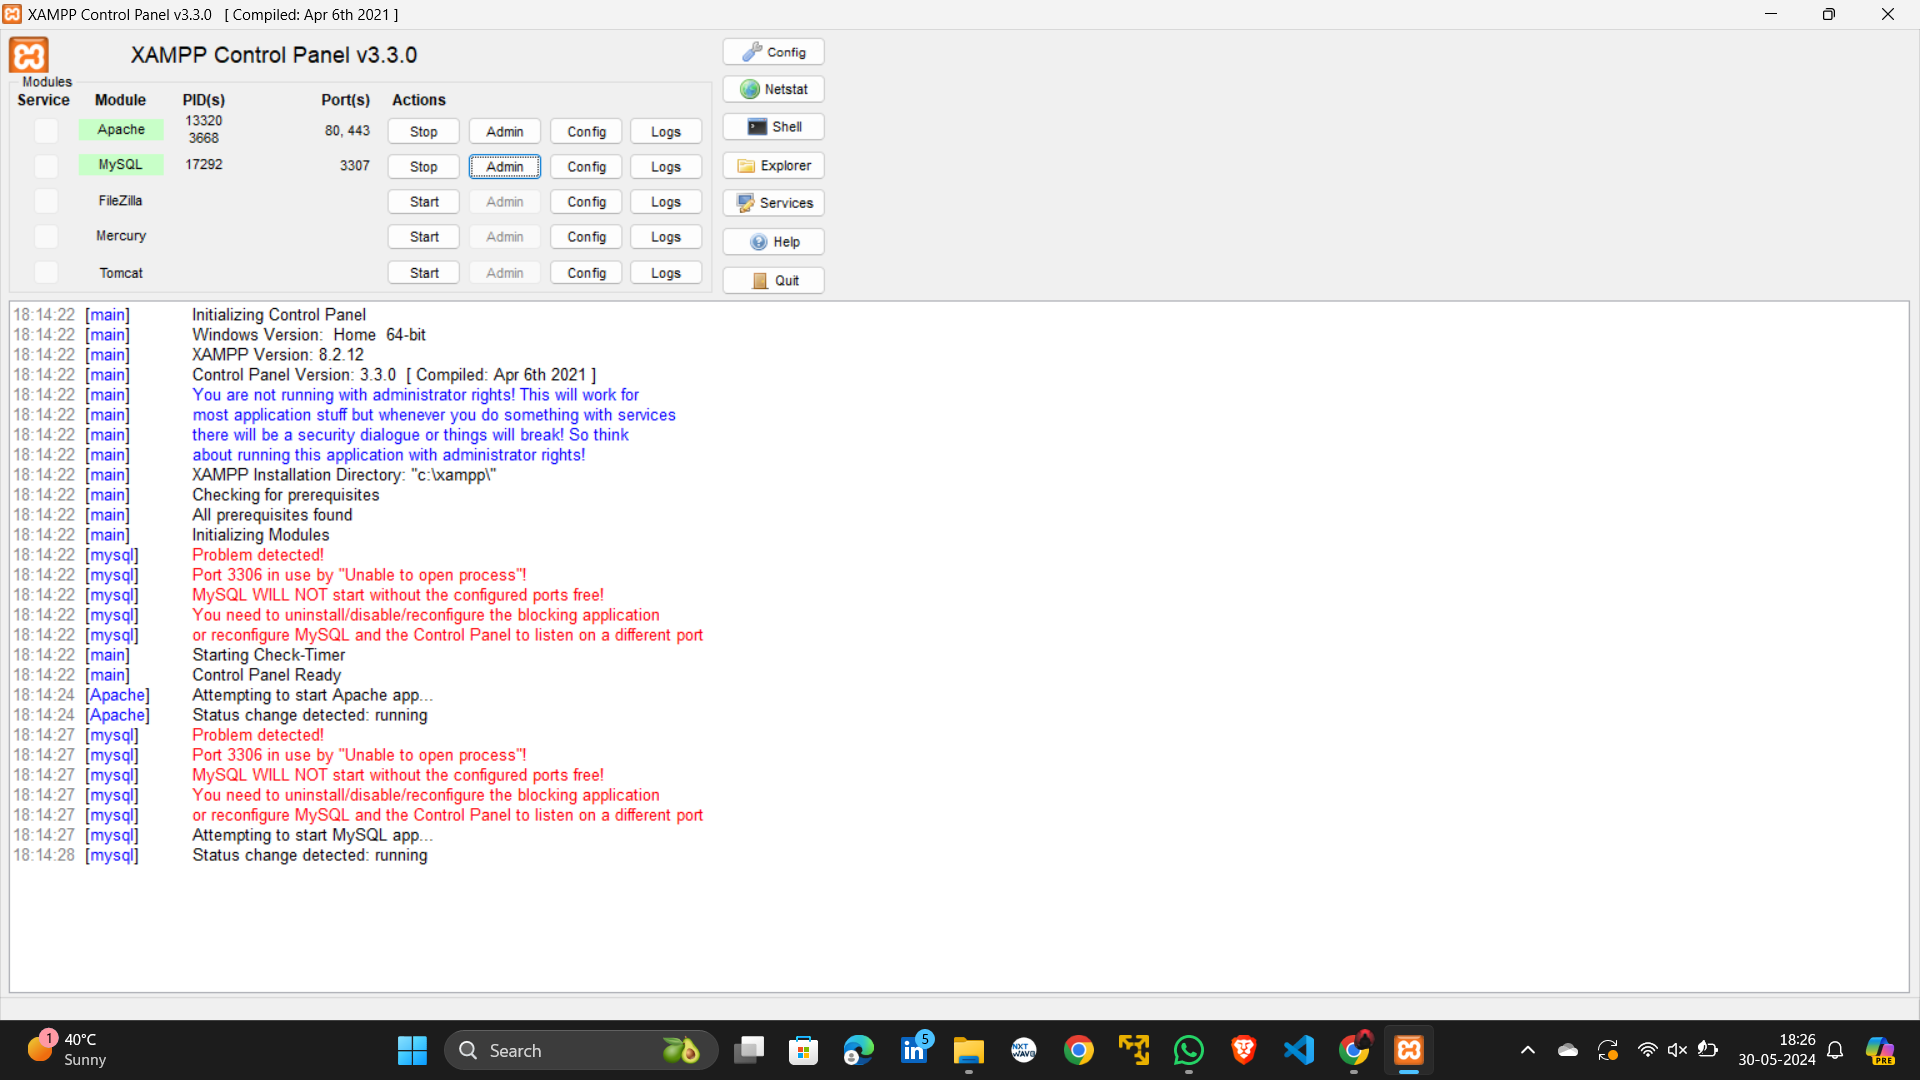 XAMPP Control Panel v3.3.0 [ Compiled: Apr 6th 2021 ]
XAMPP Control Panel v3.3.0
Modules
Service Module PID(s) Port(s) Actions
Apache 13320 3668 80, 443 Stop Admin Config Logs
MySQL 17292 3307 Stop Admin Config Logs
FileZilla Start Admin Config Logs
Mercury Start Admin Config Logs
Tomcat Start Admin Config Logs
Config
Netstat
Shell
Explorer
Services
Help
Quit
18:14:22 [main] Initializing Control Panel
18:14:22 [main] Windows Version: Home 64-bit
18:14:22 [main] XAMPP Version: 8.2.12
18:14:22 [main] Control Panel Version: 3.3.0 [ Compiled: Apr 6th 2021 ]
18:14:22 [main] You are not running with administrator rights! This will work for
18:14:22 [main] most application stuff but whenever you do something with services
18:14:22 [main] there will be a security dialogue or things will break! So think
18:14:22 [main] about running this application with administrator rights!
18:14:22 [main] XAMPP Installation Directory: "c:\xampp\"
18:14:22 [main] Checking for prerequisites
18:14:22 [main] All prerequisites found
18:14:22 [main] Initializing Modules
18:14:22 [mysql] Problem detected!
18:14:22 [mysql] Port 3306 in use by "Unable to open process"!
18:14:22 [mysql] MySQL WILL NOT start without the configured ports free!
18:14:22 [mysql] You need to uninstall/disable/reconfigure the blocking application
18:14:22 [mysql] or reconfigure MySQL and the Control Panel to listen on a different port
18:14:22 [main] Starting Check-Timer
18:14:22 [main] Control Panel Ready
18:14:24 [Apache] Attempting to start Apache app...
18:14:24 [Apache] Status change detected: running
18:14:27 [mysql] Problem detected!
18:14:27 [mysql] Port 3306 in use by "Unable to open process"!
18:14:27 [mysql] MySQL WILL NOT start without the configured ports free!
18:14:27 [mysql] You need to uninstall/disable/reconfigure the blocking application
18:14:27 [mysql] or reconfigure MySQL and the Control Panel to listen on a different port
18:14:27 [mysql] Attempting to start MySQL app...
18:14:28 [mysql] Status change detected: running
1
40°C
Sunny
Search
5
NXT WAVE
18:26
30-05-2024
PRE